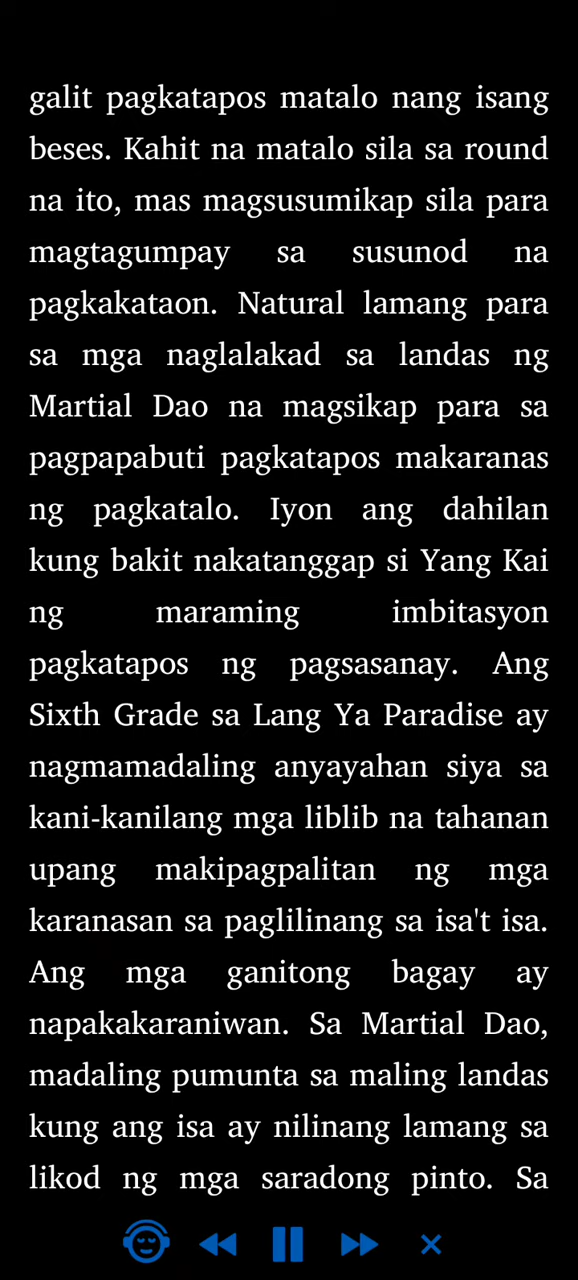 galit pagkatapos matalo nang isang
beses. Kahit na matalo sila sa round
na ito, mas magsusumikap sila para
magtagumpay sa susunod na
pagkakataon. Natural lamang para
sa mga naglalakad sa landas ng
Martial Dao na magsikap para sa
pagpapabuti pagkatapos makaranas
ng pagkatalo. Iyon ang dahilan
kung bakit nakatanggap si Yang Kai
ng maraming imbitasyon
pagkatapos ng pagsasanay. Ang
Sixth Grade sa Lang Ya Paradise ay
nagmamadaling anyayahan siya sa
kani-kanilang mga liblib na tahanan
upang makipagpalitan ng mga
karanasan sa paglilinang sa isa't isa.
Ang mga ganitong bagay ay
napakakaraniwan. Sa Martial Dao,
madaling pumunta sa maling landas
kung ang isa ay nilinang lamang sa
likod ng mga saradong pinto. Sa